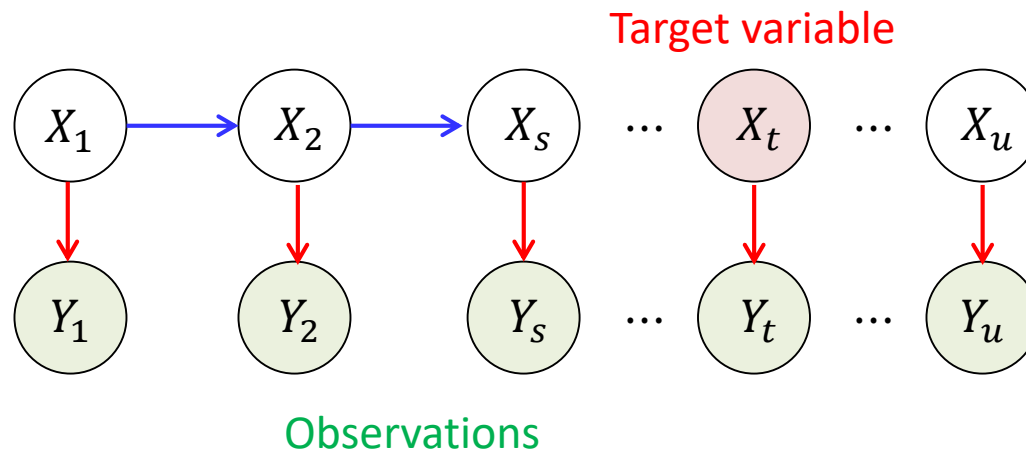 Target variable
X₁ X₂ Xₛ ... Xₜ ... Xᵤ
Y₁ Y₂ Yₛ ... Yₜ ... Yᵤ
Observations